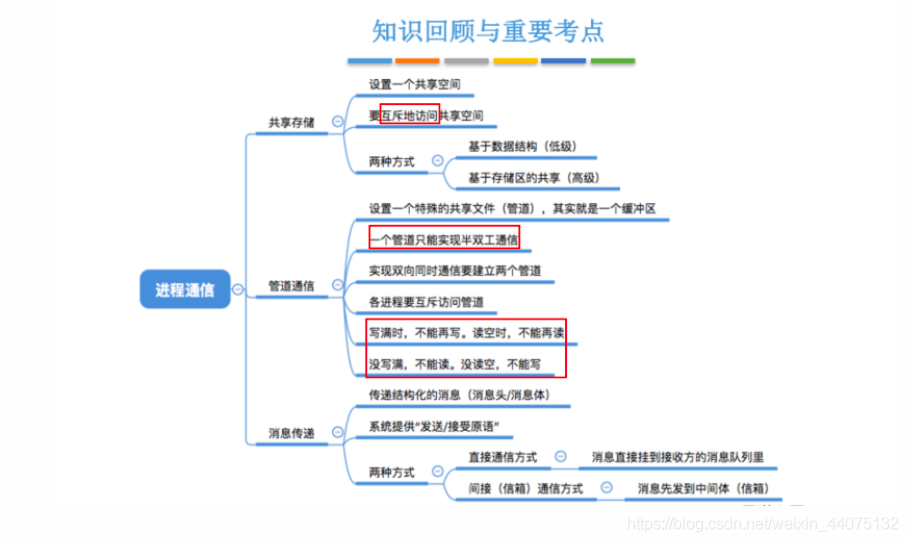 知识回顾与重要考点
进程通信
共享存储
设置一个共享空间
要互斥地访问共享空间
两种方式
基于数据结构（低级）
基于存储区的共享（高级）
管道通信
设置一个特殊的共享文件（管道），其实就是一个缓冲区
一个管道只能实现半双工通信
实现双向同时通信要建立两个管道
各进程要互斥访问管道
写满时，不能再写。读空时，不能再读
没写满，不能读。没读空，不能写
消息传递
传递结构化的消息（消息头/消息体）
系统提供“发送/接受原语”
两种方式
直接通信方式
消息直接挂到接收方的消息队列里
间接（信箱）通信方式
消息先发到中间体（信箱）
https://blog.csdn.net/weixin_44075132